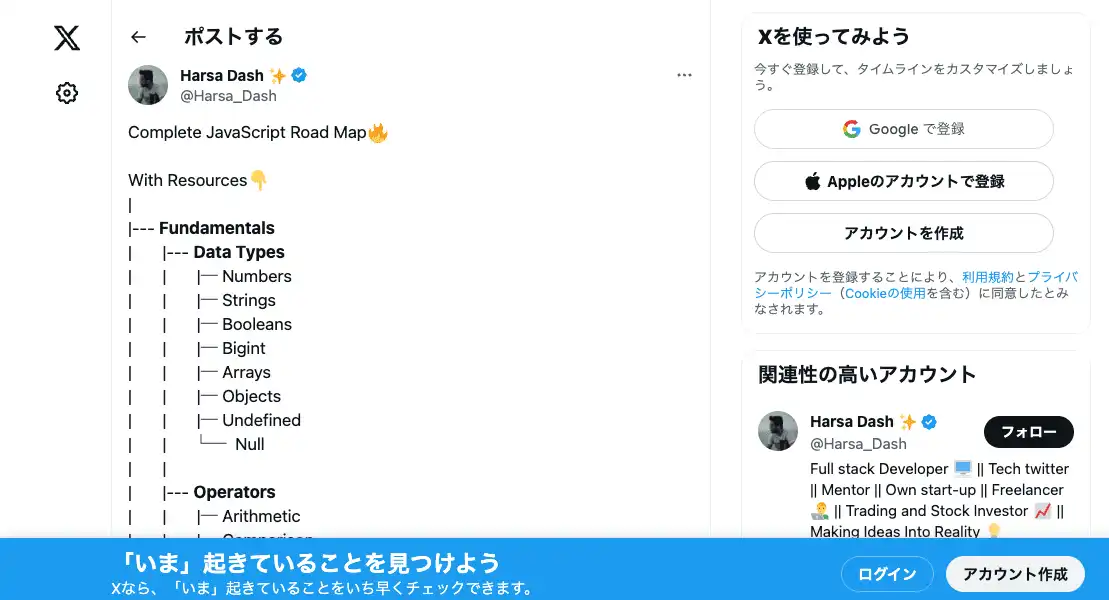 ポストする
Harsa Dash ✨
@Harsa_Dash
Complete JavaScript Road Map🔥
With Resources👇
|
|--- Fundamentals
| |--- Data Types
| | ├─ Numbers
| | ├─ Strings
| | ├─ Booleans
| | ├─ Bigint
| | ├─ Arrays
| | ├─ Objects
| | ├─ Undefined
| | └─ Null
| |
| |--- Operators
| | ├─ Arithmetic
| | ├─ Comparison
Xを使ってみよう
今すぐ登録して、タイムラインをカスタマイズしましょ
う。
Google で登録
Appleのアカウントで登録
アカウントを作成
アカウントを登録することにより、利用規約とプライバ
シーポリシー（Cookieの使用を含む）に同意したとみ
なされます。
関連性の高いアカウント
Harsa Dash ✨
@Harsa_Dash
フォロー
Full stack Developer 🖥️ || Tech twitter
|| Mentor || Own start-up || Freelancer
👨‍💻 || Trading and Stock Investor 📈 ||
Making Ideas Into Reality 💡
「いま」起きていることを見つけよう
Xなら、「いま」起きていることをいち早くチェックできます。
ログイン
アカウント作成